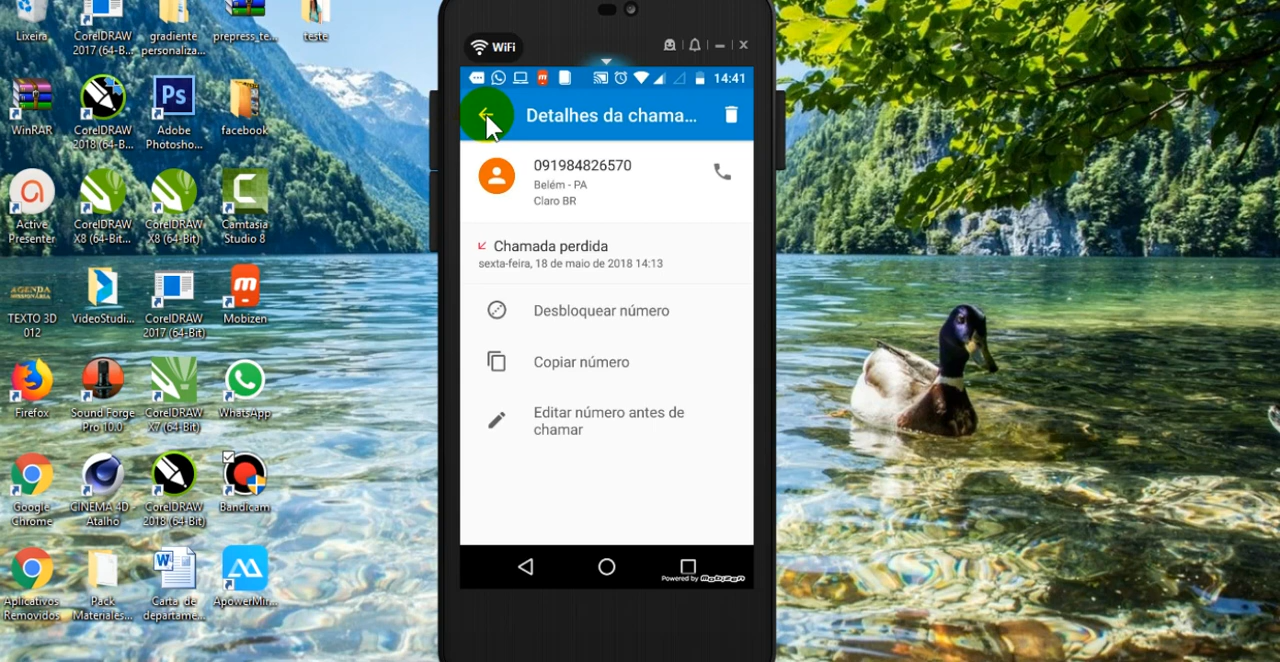 Lixeira
CorelDRAW
2017 (64-B...
gradiente
personaliza...
prepress_te...
teste
WinRAR
CorelDRAW
2018 (64-B...
Ps
Adobe
Photosho...
facebook
Active
Presenter
CorelDRAW
X8 (64-Bit...
CorelDRAW
X8 (64-Bit)
Camtasia
Studio 8
AGENDA
MISSIONÁRIA
TEXTO 3D
012
VideoStudi...
CorelDRAW
2017 (64-Bit)
Mobizen
Firefox
Sound Forge
Pro 10.0
CorelDRAW
X7 (64-Bit)
WhatsApp
Google
Chrome
CINEMA 4D -
Atalho
CorelDRAW
2018 (64-Bit)
Bandicam
Aplicativos
Removidos
Pack
Materiales...
Carta de
departame...
ApowerMir...
WiFi
14:41
Detalhes da chama...
091984826570
Belém - PA
Claro BR
Chamada perdida
sexta-feira, 18 de maio de 2018 14:13
Desbloquear número
Copiar número
Editar número antes de
chamar
Powered by mobizen